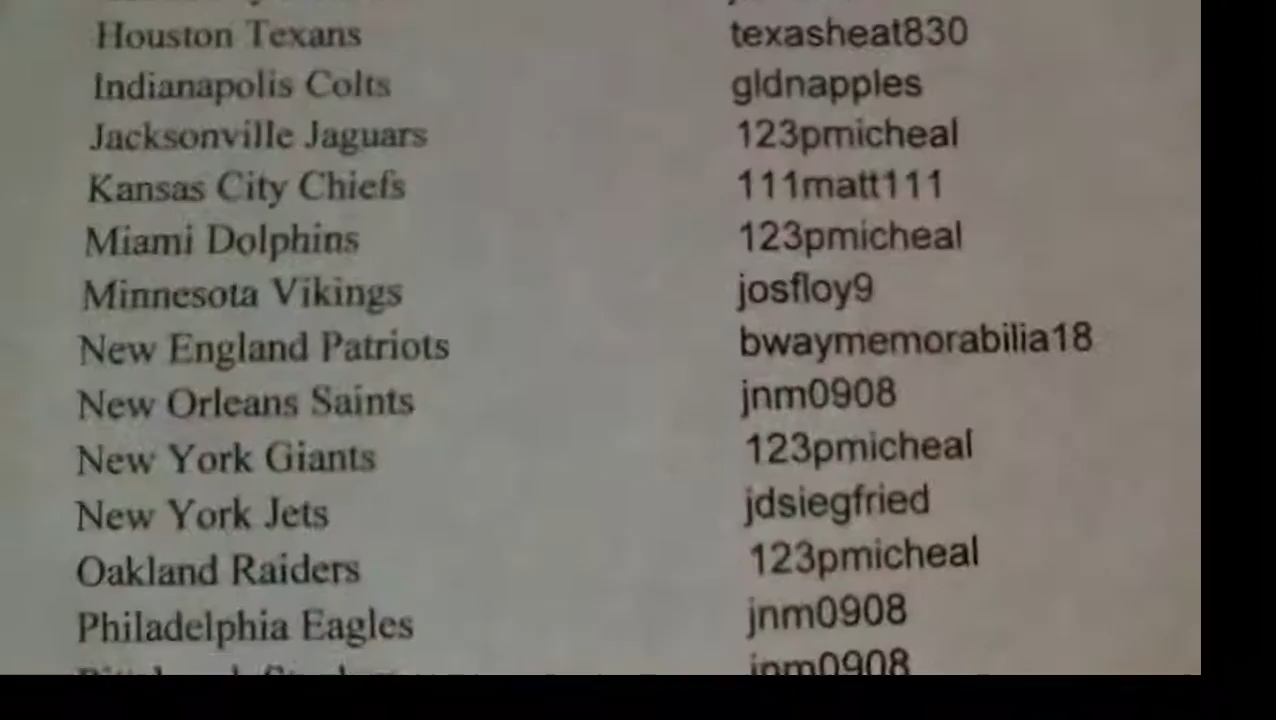 Houston Texans texasheat830
Indianapolis Colts gldnapples
Jacksonville Jaguars 123pmicheal
Kansas City Chiefs 111matt111
Miami Dolphins 123pmicheal
Minnesota Vikings josfloy9
New England Patriots bwaymemorabilia18
New Orleans Saints jnm0908
New York Giants 123pmicheal
New York Jets jdsiegfried
Oakland Raiders 123pmicheal
Philadelphia Eagles jnm0908
jnm0908